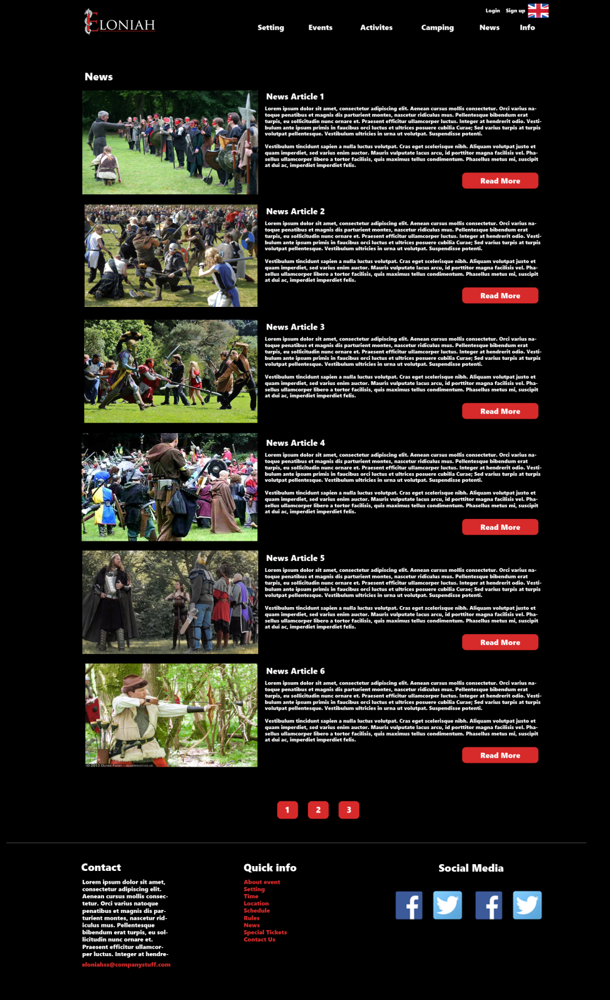 Login Sign up
ELONIAH
Setting Events Activites Camping News Info
News
News Article 1
Lorem ipsum dolor sit amet, consectetur adipiscing elit. Aenean cursus mollis consectetur. Orci varius na-
toque penatibus et magnis dis parturient montes, nascetur ridiculus mus. Pellentesque bibendum erat
turpis, eu sollicitudin nunc ornare et. Praesent efficitur ullamcorper luctus. Integer at hendrerit odio. Vesti-
bulum ante ipsum primis in faucibus orci luctus et ultrices posuere cubilia Curae; Sed varius turpis at turpis
volutpat pellentesque. Vestibulum ultricies in urna ut volutpat. Suspendisse potenti.
Vestibulum tincidunt sapien a nulla luctus volutpat. Cras eget scelerisque nibh. Aliquam volutpat justo et
quam imperdiet, sed varius enim auctor. Mauris vulputate lacus arcu, id porttitor magna facilisis vel. Pha-
sellus ullamcorper libero a tortor facilisis, quis maximus tellus condimentum. Phasellus metus mi, suscipit
at dui ac, imperdiet imperdiet felis.
Read More
News Article 2
Lorem ipsum dolor sit amet, consectetur adipiscing elit. Aenean cursus mollis consectetur. Orci varius na-
toque penatibus et magnis dis parturient montes, nascetur ridiculus mus. Pellentesque bibendum erat
turpis, eu sollicitudin nunc ornare et. Praesent efficitur ullamcorper luctus. Integer at hendrerit odio. Vesti-
bulum ante ipsum primis in faucibus orci luctus et ultrices posuere cubilia Curae; Sed varius turpis at turpis
volutpat pellentesque. Vestibulum ultricies in urna ut volutpat. Suspendisse potenti.
Vestibulum tincidunt sapien a nulla luctus volutpat. Cras eget scelerisque nibh. Aliquam volutpat justo et
quam imperdiet, sed varius enim auctor. Mauris vulputate lacus arcu, id porttitor magna facilisis vel. Pha-
sellus ullamcorper libero a tortor facilisis, quis maximus tellus condimentum. Phasellus metus mi, suscipit
at dui ac, imperdiet imperdiet felis.
Read More
News Article 3
Lorem ipsum dolor sit amet, consectetur adipiscing elit. Aenean cursus mollis consectetur. Orci varius na-
toque penatibus et magnis dis parturient montes, nascetur ridiculus mus. Pellentesque bibendum erat
turpis, eu sollicitudin nunc ornare et. Praesent efficitur ullamcorper luctus. Integer at hendrerit odio. Vesti-
bulum ante ipsum primis in faucibus orci luctus et ultrices posuere cubilia Curae; Sed varius turpis at turpis
volutpat pellentesque. Vestibulum ultricies in urna ut volutpat. Suspendisse potenti.
Vestibulum tincidunt sapien a nulla luctus volutpat. Cras eget scelerisque nibh. Aliquam volutpat justo et
quam imperdiet, sed varius enim auctor. Mauris vulputate lacus arcu, id porttitor magna facilisis vel. Pha-
sellus ullamcorper libero a tortor facilisis, quis maximus tellus condimentum. Phasellus metus mi, suscipit
at dui ac, imperdiet imperdiet felis.
Read More
News Article 4
Lorem ipsum dolor sit amet, consectetur adipiscing elit. Aenean cursus mollis consectetur. Orci varius na-
toque penatibus et magnis dis parturient montes, nascetur ridiculus mus. Pellentesque bibendum erat
turpis, eu sollicitudin nunc ornare et. Praesent efficitur ullamcorper luctus. Integer at hendrerit odio. Vesti-
bulum ante ipsum primis in faucibus orci luctus et ultrices posuere cubilia Curae; Sed varius turpis at turpis
volutpat pellentesque. Vestibulum ultricies in urna ut volutpat. Suspendisse potenti.
Vestibulum tincidunt sapien a nulla luctus volutpat. Cras eget scelerisque nibh. Aliquam volutpat justo et
quam imperdiet, sed varius enim auctor. Mauris vulputate lacus arcu, id porttitor magna facilisis vel. Pha-
sellus ullamcorper libero a tortor facilisis, quis maximus tellus condimentum. Phasellus metus mi, suscipit
at dui ac, imperdiet imperdiet felis.
Read More
News Article 5
Lorem ipsum dolor sit amet, consectetur adipiscing elit. Aenean cursus mollis consectetur. Orci varius na-
toque penatibus et magnis dis parturient montes, nascetur ridiculus mus. Pellentesque bibendum erat
turpis, eu sollicitudin nunc ornare et. Praesent efficitur ullamcorper luctus. Integer at hendrerit odio. Vesti-
bulum ante ipsum primis in faucibus orci luctus et ultrices posuere cubilia Curae; Sed varius turpis at turpis
volutpat pellentesque. Vestibulum ultricies in urna ut volutpat. Suspendisse potenti.
Vestibulum tincidunt sapien a nulla luctus volutpat. Cras eget scelerisque nibh. Aliquam volutpat justo et
quam imperdiet, sed varius enim auctor. Mauris vulputate lacus arcu, id porttitor magna facilisis vel. Pha-
sellus ullamcorper libero a tortor facilisis, quis maximus tellus condimentum. Phasellus metus mi, suscipit
at dui ac, imperdiet imperdiet felis.
Read More
News Article 6
Lorem ipsum dolor sit amet, consectetur adipiscing elit. Aenean cursus mollis consectetur. Orci varius na-
toque penatibus et magnis dis parturient montes, nascetur ridiculus mus. Pellentesque bibendum erat
turpis, eu sollicitudin nunc ornare et. Praesent efficitur ullamcorper luctus. Integer at hendrerit odio. Vesti-
bulum ante ipsum primis in faucibus orci luctus et ultrices posuere cubilia Curae; Sed varius turpis at turpis
volutpat pellentesque. Vestibulum ultricies in urna ut volutpat. Suspendisse potenti.
Vestibulum tincidunt sapien a nulla luctus volutpat. Cras eget scelerisque nibh. Aliquam volutpat justo et
quam imperdiet, sed varius enim auctor. Mauris vulputate lacus arcu, id porttitor magna facilisis vel. Pha-
sellus ullamcorper libero a tortor facilisis, quis maximus tellus condimentum. Phasellus metus mi, suscipit
at dui ac, imperdiet imperdiet felis.
Read More
© 2013 Oliver Facey - oliverfacey.co.uk
1 2 3
Contact
Lorem ipsum dolor sit amet,
consectetur adipiscing elit.
Aenean cursus mollis consec-
tetur. Orci varius natoque
penatibus et magnis dis par-
turient montes, nascetur rid-
iculus mus. Pellentesque
bibendum erat turpis, eu sol-
licitudin nunc ornare et.
Praesent efficitur ullamcor-
per luctus. Integer at hendre-
eloniahss@companystuff.com
Quick info
About event
Setting
Time
Location
Schedule
Rules
News
Special Tickets
Contact Us
Social Media